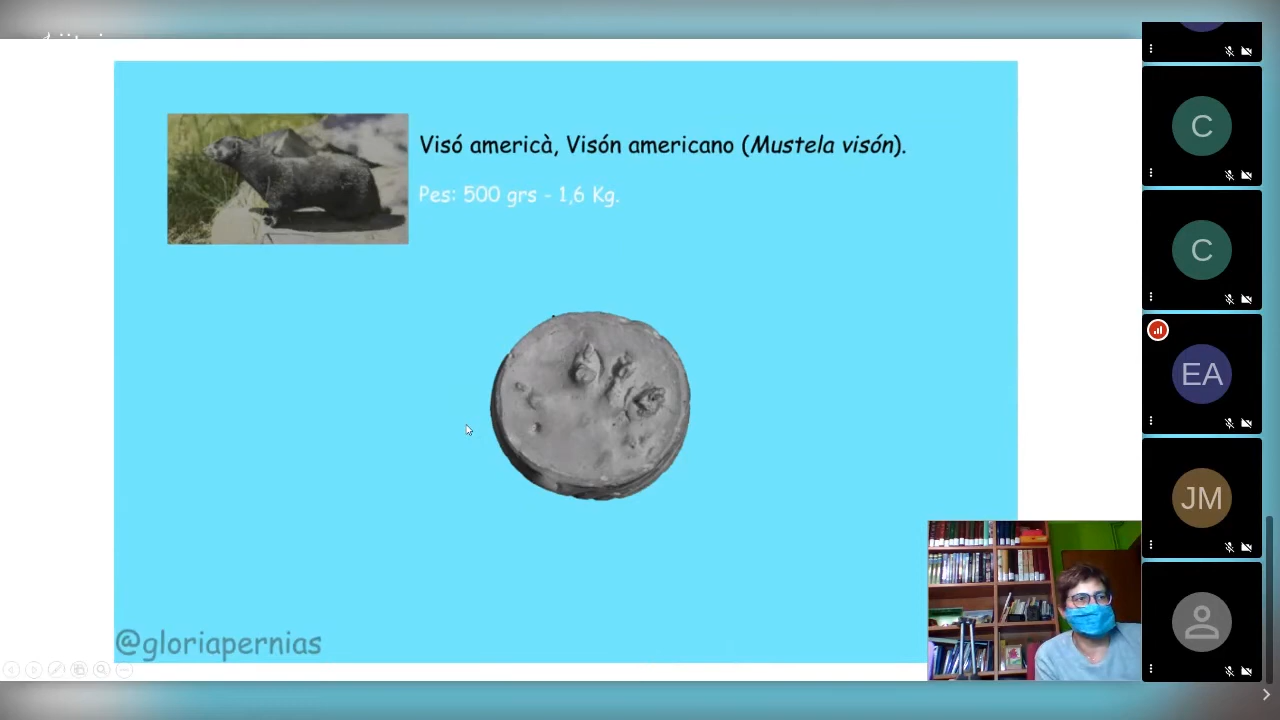 Visó americà, Visón americano (Mustela visón).
Pes: 500 grs - 1,6 Kg.
@gloriapernias
C
C
EA
JM